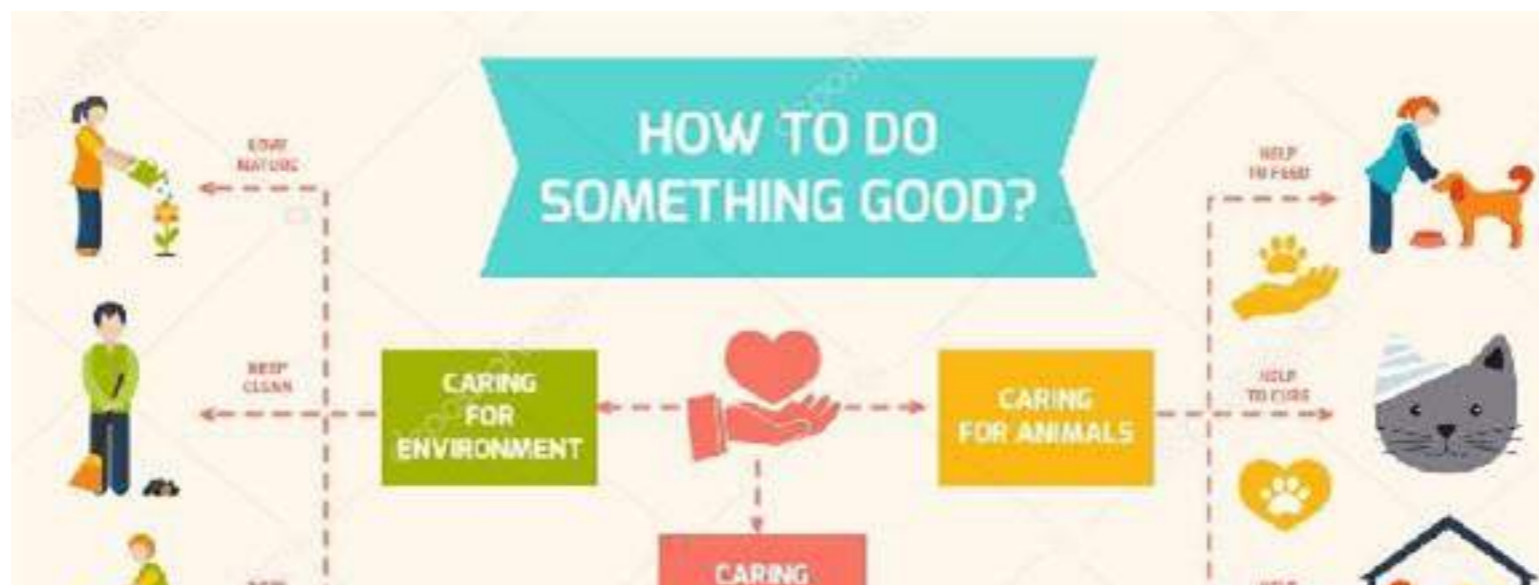 HOW TO DO
SOMETHING GOOD?
NATURE
HELP
TO FEED
KEEP
CLEAN
CARING
FOR
ENVIRONMENT
CARING
FOR ANIMALS
HELP
TO CURE
CARING
HELP